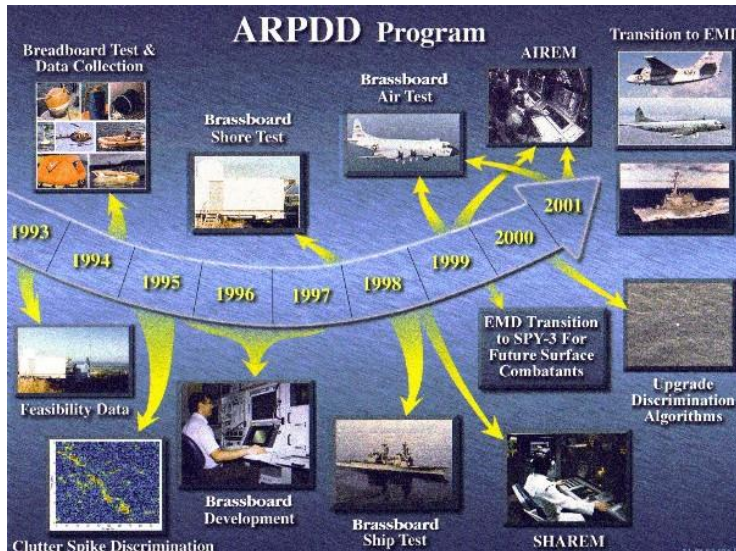 ARPDD Program
Breadboard Test &
Data Collection
Brassboard
Shore Test
Brassboard
Air Test
AIREM
Transition to EMD
1993
1994
1995
1996
1997
1998
1999
2000
2001
Feasibility Data
Clutter Spike Discrimination
Brassboard
Development
Brassboard
Ship Test
SHAREM
EMD Transition
to SPY-3 For
Future Surface
Combatants
Upgrade
Discrimination
Algorithms